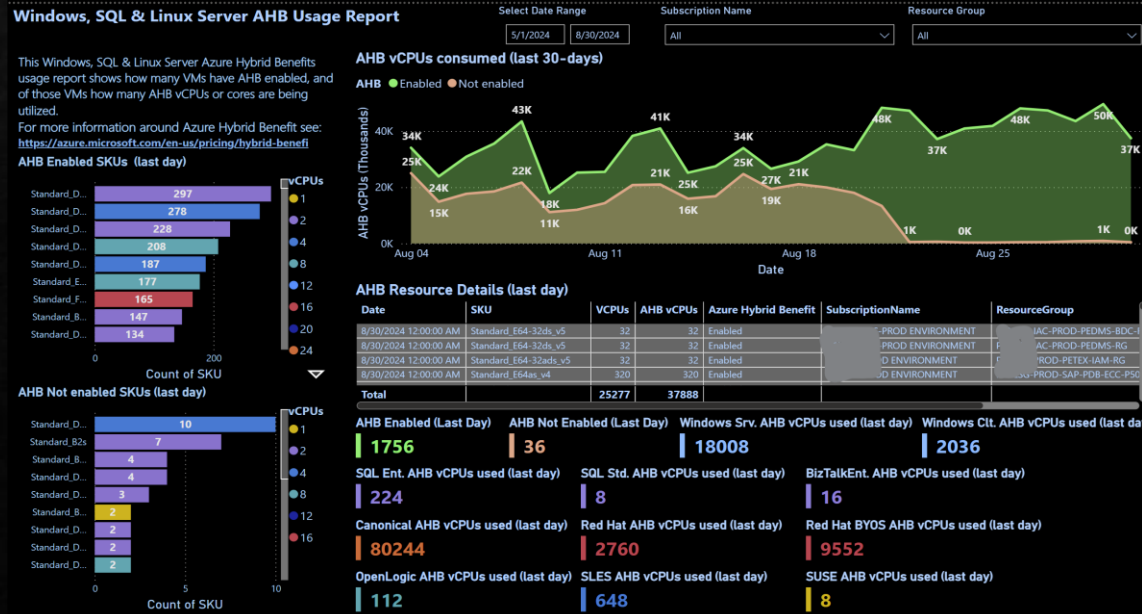 Windows, SQL & Linux Server AHB Usage Report
Select Date Range
5/1/2024
8/30/2024
Subscription Name
All
Resource Group
All
This Windows, SQL & Linux Server Azure Hybrid Benefits
usage report shows how many VMs have AHB enabled, and
of those VMs how many AHB vCPUs or cores are being
utilized.
For more information around Azure Hybrid Benefit see:
https://azure.microsoft.com/en-us/pricing/hybrid-benefi
AHB Enabled SKUs (last day)
vCPUs
Standard_D... 297
Standard_D... 278
Standard_D... 228
Standard_D... 208
Standard_D... 187
Standard_E... 177
Standard_F... 165
Standard_B... 147
Standard_D... 134
1
2
4
8
12
16
20
24
0 200
Count of SKU
AHB Not enabled SKUs (last day)
vCPUs
Standard_D... 10
Standard_B2s 7
Standard_B... 4
Standard_D... 4
Standard_D... 3
Standard_B... 2
Standard_D... 2
Standard_D... 2
Standard_D... 2
1
2
4
8
12
16
0 5 10
Count of SKU
AHB vCPUs consumed (last 30-days)
AHB Enabled Not enabled
AHB vCPUs (Thousands)
40K
20K
0K
34K
25K
24K
15K
43K
22K
18K
11K
41K
21K
25K
16K
34K
25K
27K
19K
21K
48K
1K
37K
0K
48K
50K
1K
37K
0K
Aug 04 Aug 11 Aug 18 Aug 25
Date
AHB Resource Details (last day)
Date SKU VCPUs AHB vCPUs Azure Hybrid Benefit SubscriptionName ResourceGroup
8/30/2024 12:00:00 AM Standard_E64-32ds_v5 32 32 Enabled -PROD ENVIRONMENT AC-PROD-PEDMS-BDC-
8/30/2024 12:00:00 AM Standard_E64-32ds_v5 32 32 Enabled PROD ENVIRONMENT AC-PROD-PEDMS-RG
8/30/2024 12:00:00 AM Standard_E64-32ads_v5 32 32 Enabled D ENVIRONMENT PROD-PETEX-IAM-RG
8/30/2024 12:00:00 AM Standard_E64as_v4 320 320 Enabled D ENVIRONMENT -PROD-SAP-PDB-ECC-P50
Total 25277 37888
AHB Enabled (Last Day)
1756
AHB Not Enabled (Last Day)
36
Windows Srv. AHB vCPUs used (last day)
18008
Windows Clt. AHB vCPUs used (last da
2036
SQL Ent. AHB vCPUs used (last day)
224
SQL Std. AHB vCPUs used (last day)
8
BizTalkEnt. AHB vCPUs used (last day)
16
Canonical AHB vCPUs used (last day)
80244
Red Hat AHB vCPUs used (last day)
2760
Red Hat BYOS AHB vCPUs used (last day)
9552
OpenLogic AHB vCPUs used (last day)
112
SLES AHB vCPUs used (last day)
648
SUSE AHB vCPUs used (last day)
8